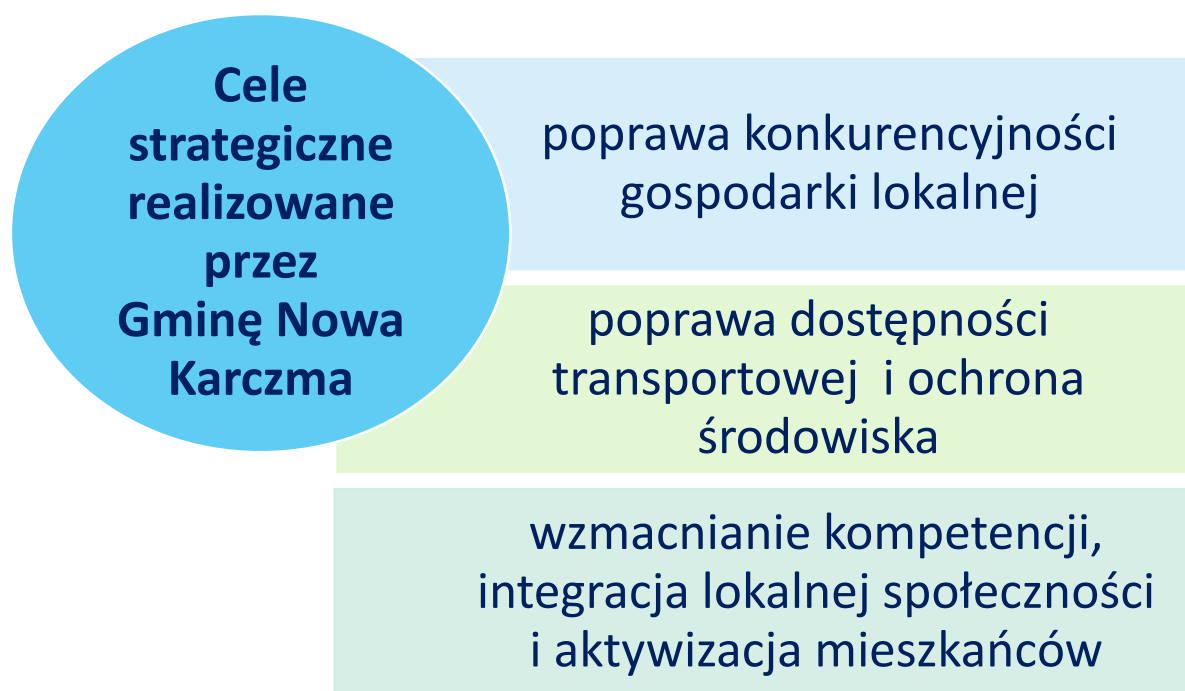 Cele
strategiczne
realizowane
przez
Gminę Nowa
Karczma
poprawa konkurencyjności
gospodarki lokalnej
poprawa dostępności
transportowej  i ochrona
środowiska
wzmacnianie kompetencji,
integracja lokalnej społeczności
i aktywizacja mieszkańców